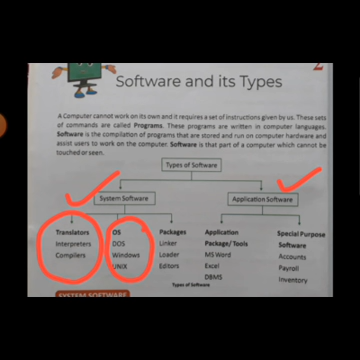 2
Software and its Types
A Computer cannot work on its own and it requires a set of instructions given by us. These sets
of commands are called Programs. These programs are written in computer languages.
Software is the compilation of programs that are stored and run on computer hardware and
assist users to work on the computer. Software is that part of a computer which cannot be
touched or seen.
Types of Software
System Software Application Software
Translators OS Packages Application Special Purpose
Interpreters DOS Linker Package/Tools Software
Compilers Windows Loader MS Word Accounts
UNIX Editors Excel Payroll
DBMS Inventory
Types of Software
SYSTEM SOFTWARE